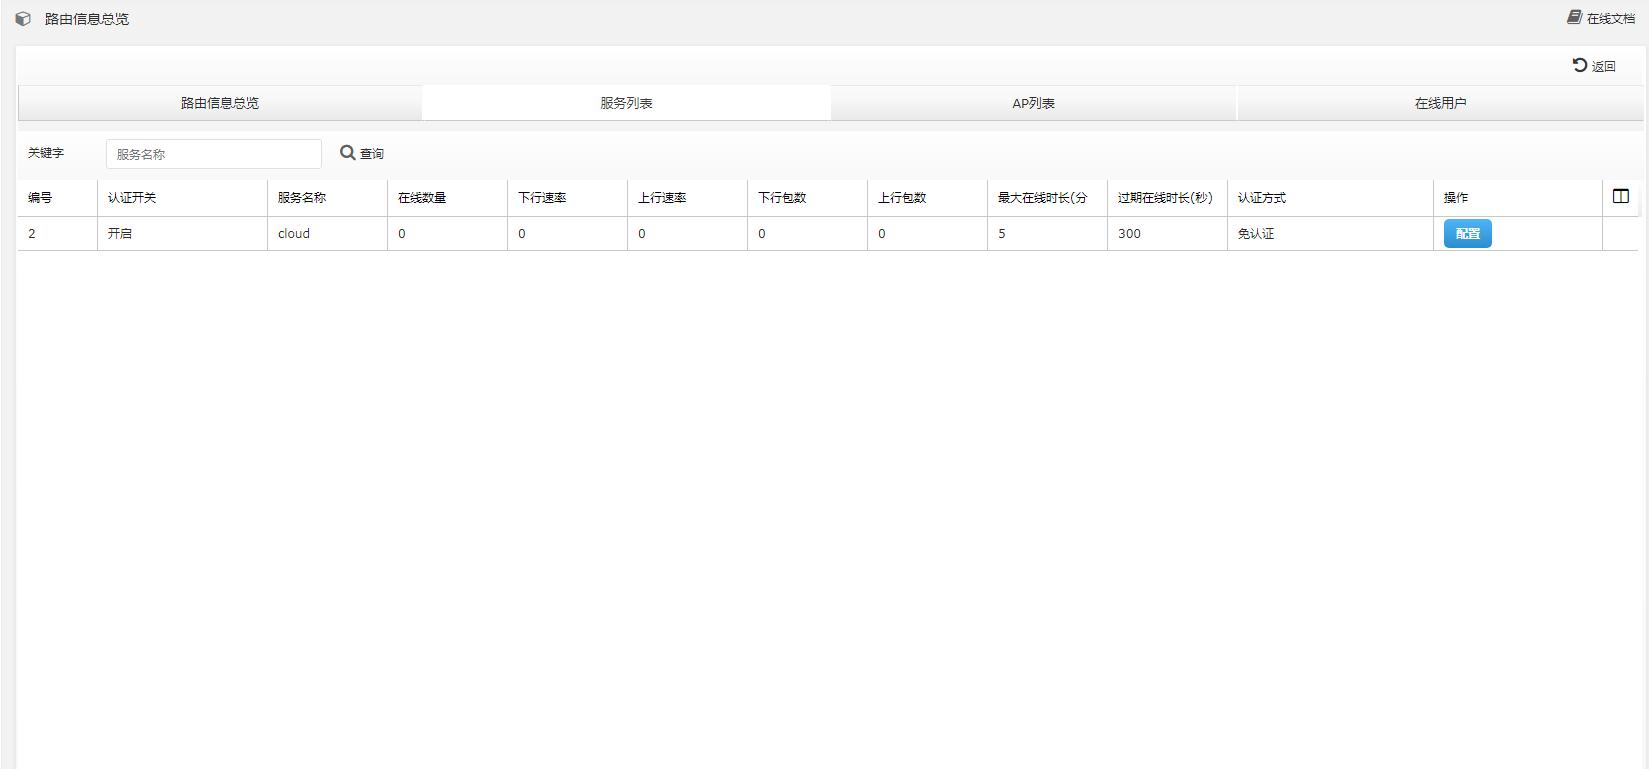 路由信息总览
在线文档
返回
路由信息总览 服务列表 AP列表 在线用户
关键字 服务名称 查询
编号 认证开关 服务名称 在线数量 下行速率 上行速率 下行包数 上行包数 最大在线时长(分 过期在线时长(秒) 认证方式 操作
2 开启 cloud 0 0 0 0 0 5 300 免认证 配置